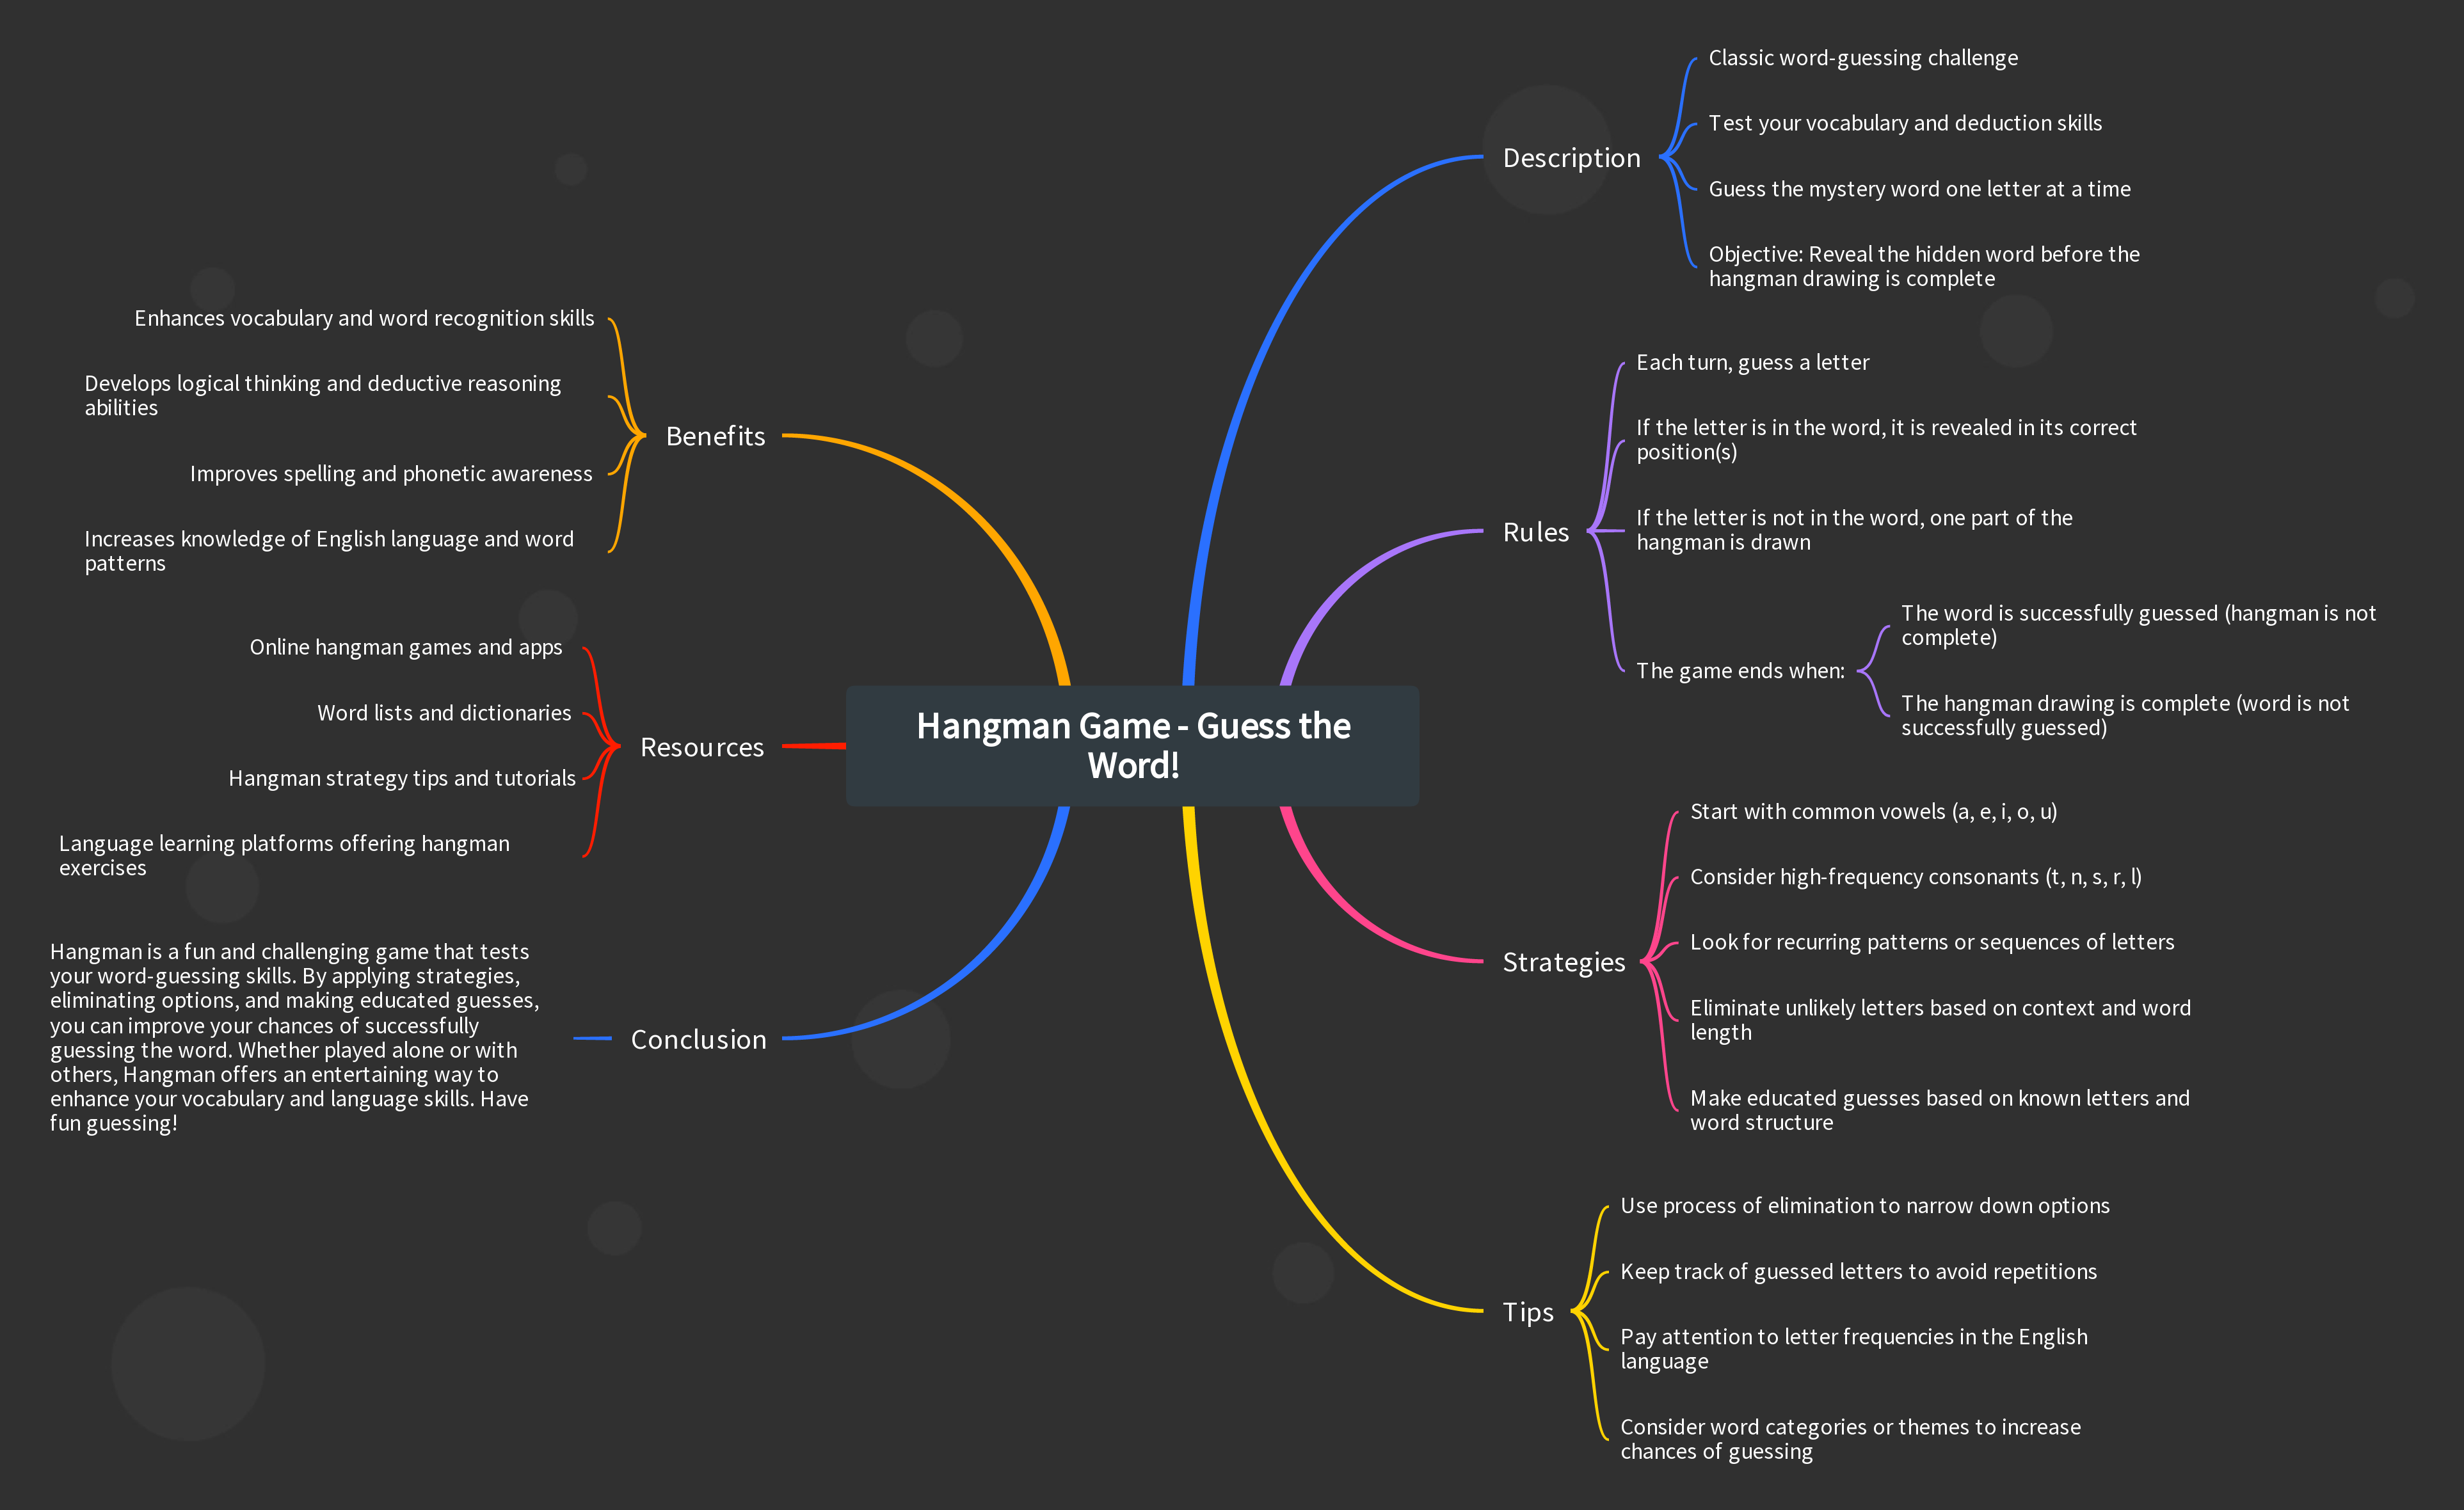 Hangman Game - Guess the
Word!
Description
Classic word-guessing challenge
Test your vocabulary and deduction skills
Guess the mystery word one letter at a time
Objective: Reveal the hidden word before the
hangman drawing is complete
Rules
Each turn, guess a letter
If the letter is in the word, it is revealed in its correct
position(s)
If the letter is not in the word, one part of the
hangman is drawn
The game ends when:
The word is successfully guessed (hangman is not
complete)
The hangman drawing is complete (word is not
successfully guessed)
Strategies
Start with common vowels (a, e, i, o, u)
Consider high-frequency consonants (t, n, s, r, l)
Look for recurring patterns or sequences of letters
Eliminate unlikely letters based on context and word
length
Make educated guesses based on known letters and
word structure
Tips
Use process of elimination to narrow down options
Keep track of guessed letters to avoid repetitions
Pay attention to letter frequencies in the English
language
Consider word categories or themes to increase
chances of guessing
Benefits
Enhances vocabulary and word recognition skills
Develops logical thinking and deductive reasoning
abilities
Improves spelling and phonetic awareness
Increases knowledge of English language and word
patterns
Resources
Online hangman games and apps
Word lists and dictionaries
Hangman strategy tips and tutorials
Language learning platforms offering hangman
exercises
Conclusion
Hangman is a fun and challenging game that tests
your word-guessing skills. By applying strategies,
eliminating options, and making educated guesses,
you can improve your chances of successfully
guessing the word. Whether played alone or with
others, Hangman offers an entertaining way to
enhance your vocabulary and language skills. Have
fun guessing!